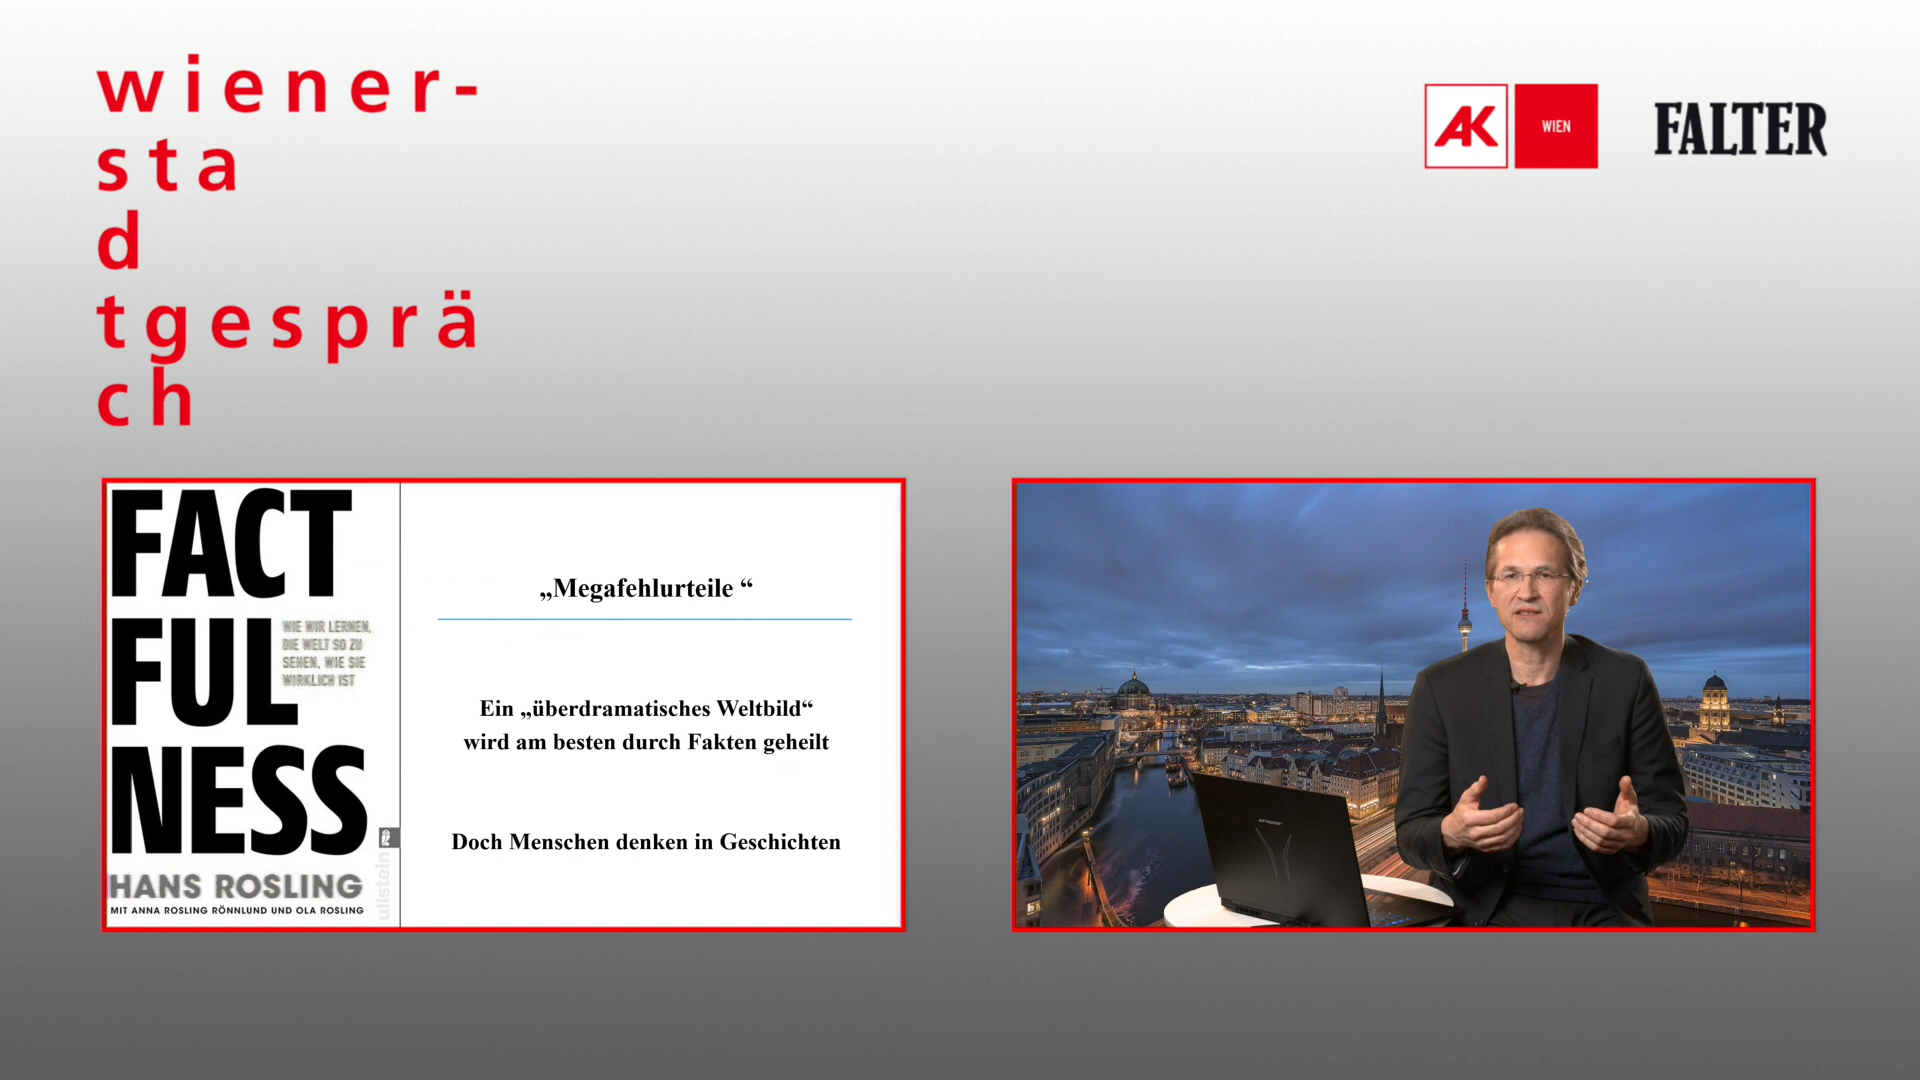 wiener-
sta
d
tgesprä
ch
AK
WIEN
FALTER
FACT
FUL
NESS
WIE WIR LERNEN,
DIE WELT SO ZU
SEHEN, WIE SIE
WIRKLICH IST
HANS ROSLING
MIT ANNA ROSLING RÖNNLUND UND OLA ROSLING
ullstein
„Megafehlurteile “
Ein „überdramatisches Weltbild“
wird am besten durch Fakten geheilt
Doch Menschen denken in Geschichten